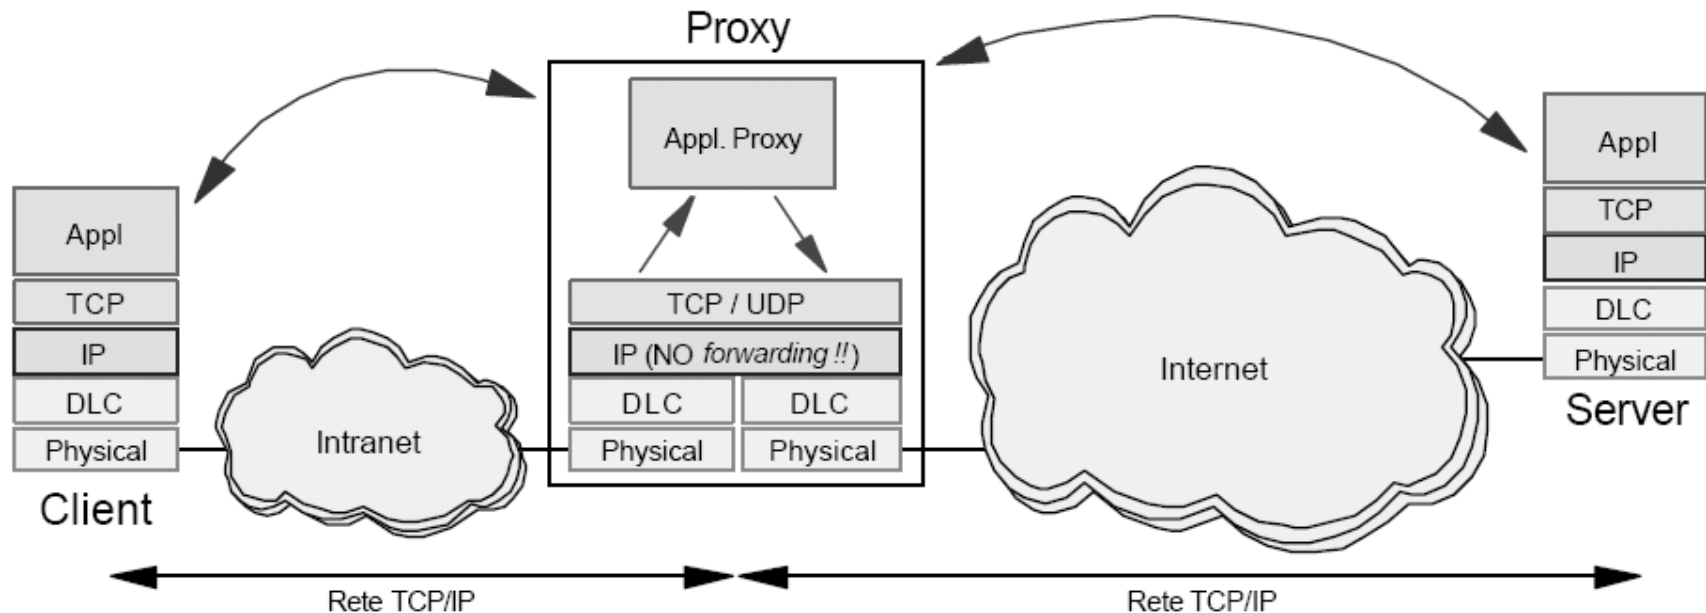 Proxy
Appl
TCP
IP
DLC
Physical
Client
Intranet
Appl. Proxy
TCP / UDP
IP (NO forwarding !!)
DLC DLC
Physical Physical
Internet
Appl
TCP
IP
DLC
Physical
Server
Rete TCP/IP
Rete TCP/IP